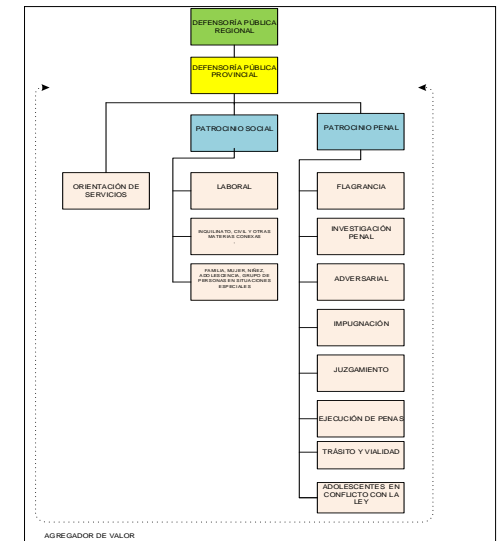 DEFENSORÍA PÚBLICA
REGIONAL
DEFENSORÍA PÚBLICA
PROVINCIAL
PATROCINIO SOCIAL
PATROCINIO PENAL
ORIENTACIÓN DE
SERVICIOS
LABORAL
INQUILINATO, CIVIL Y OTRAS
MATERIAS CONEXAS
.
FAMILIA, MUJER, NIÑEZ,
ADOLESCENCIA, GRUPO DE
PERSONAS EN SITUACIONES
ESPECIALES
FLAGRANCIA
INVESTIGACIÓN
PENAL
ADVERSARIAL
IMPUGNACIÓN
JUZGAMIENTO
EJECUCIÓN DE PENAS
TRÁSITO Y VIALIDAD
ADOLESCENTES EN
CONFLICTO CON LA
LEY
AGREGADOR DE VALOR